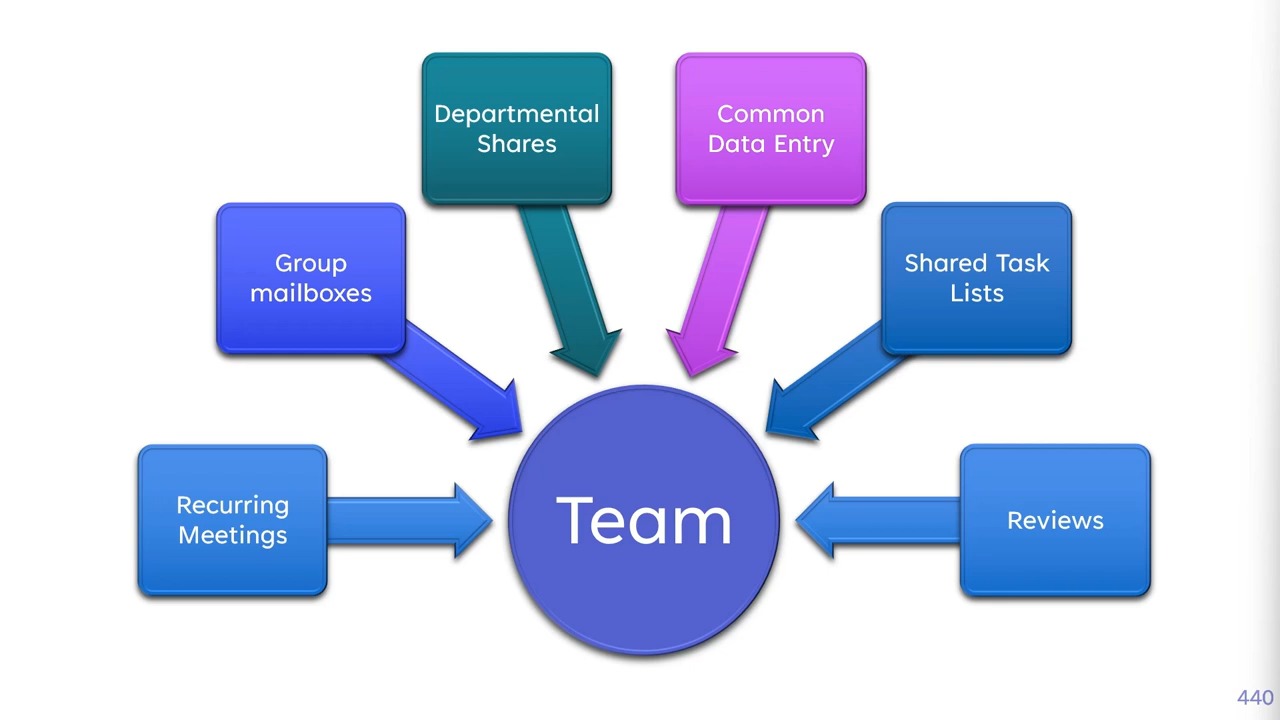 Departmental
Shares
Common
Data Entry
Group
mailboxes
Shared Task
Lists
Recurring
Meetings
Team
Reviews
440